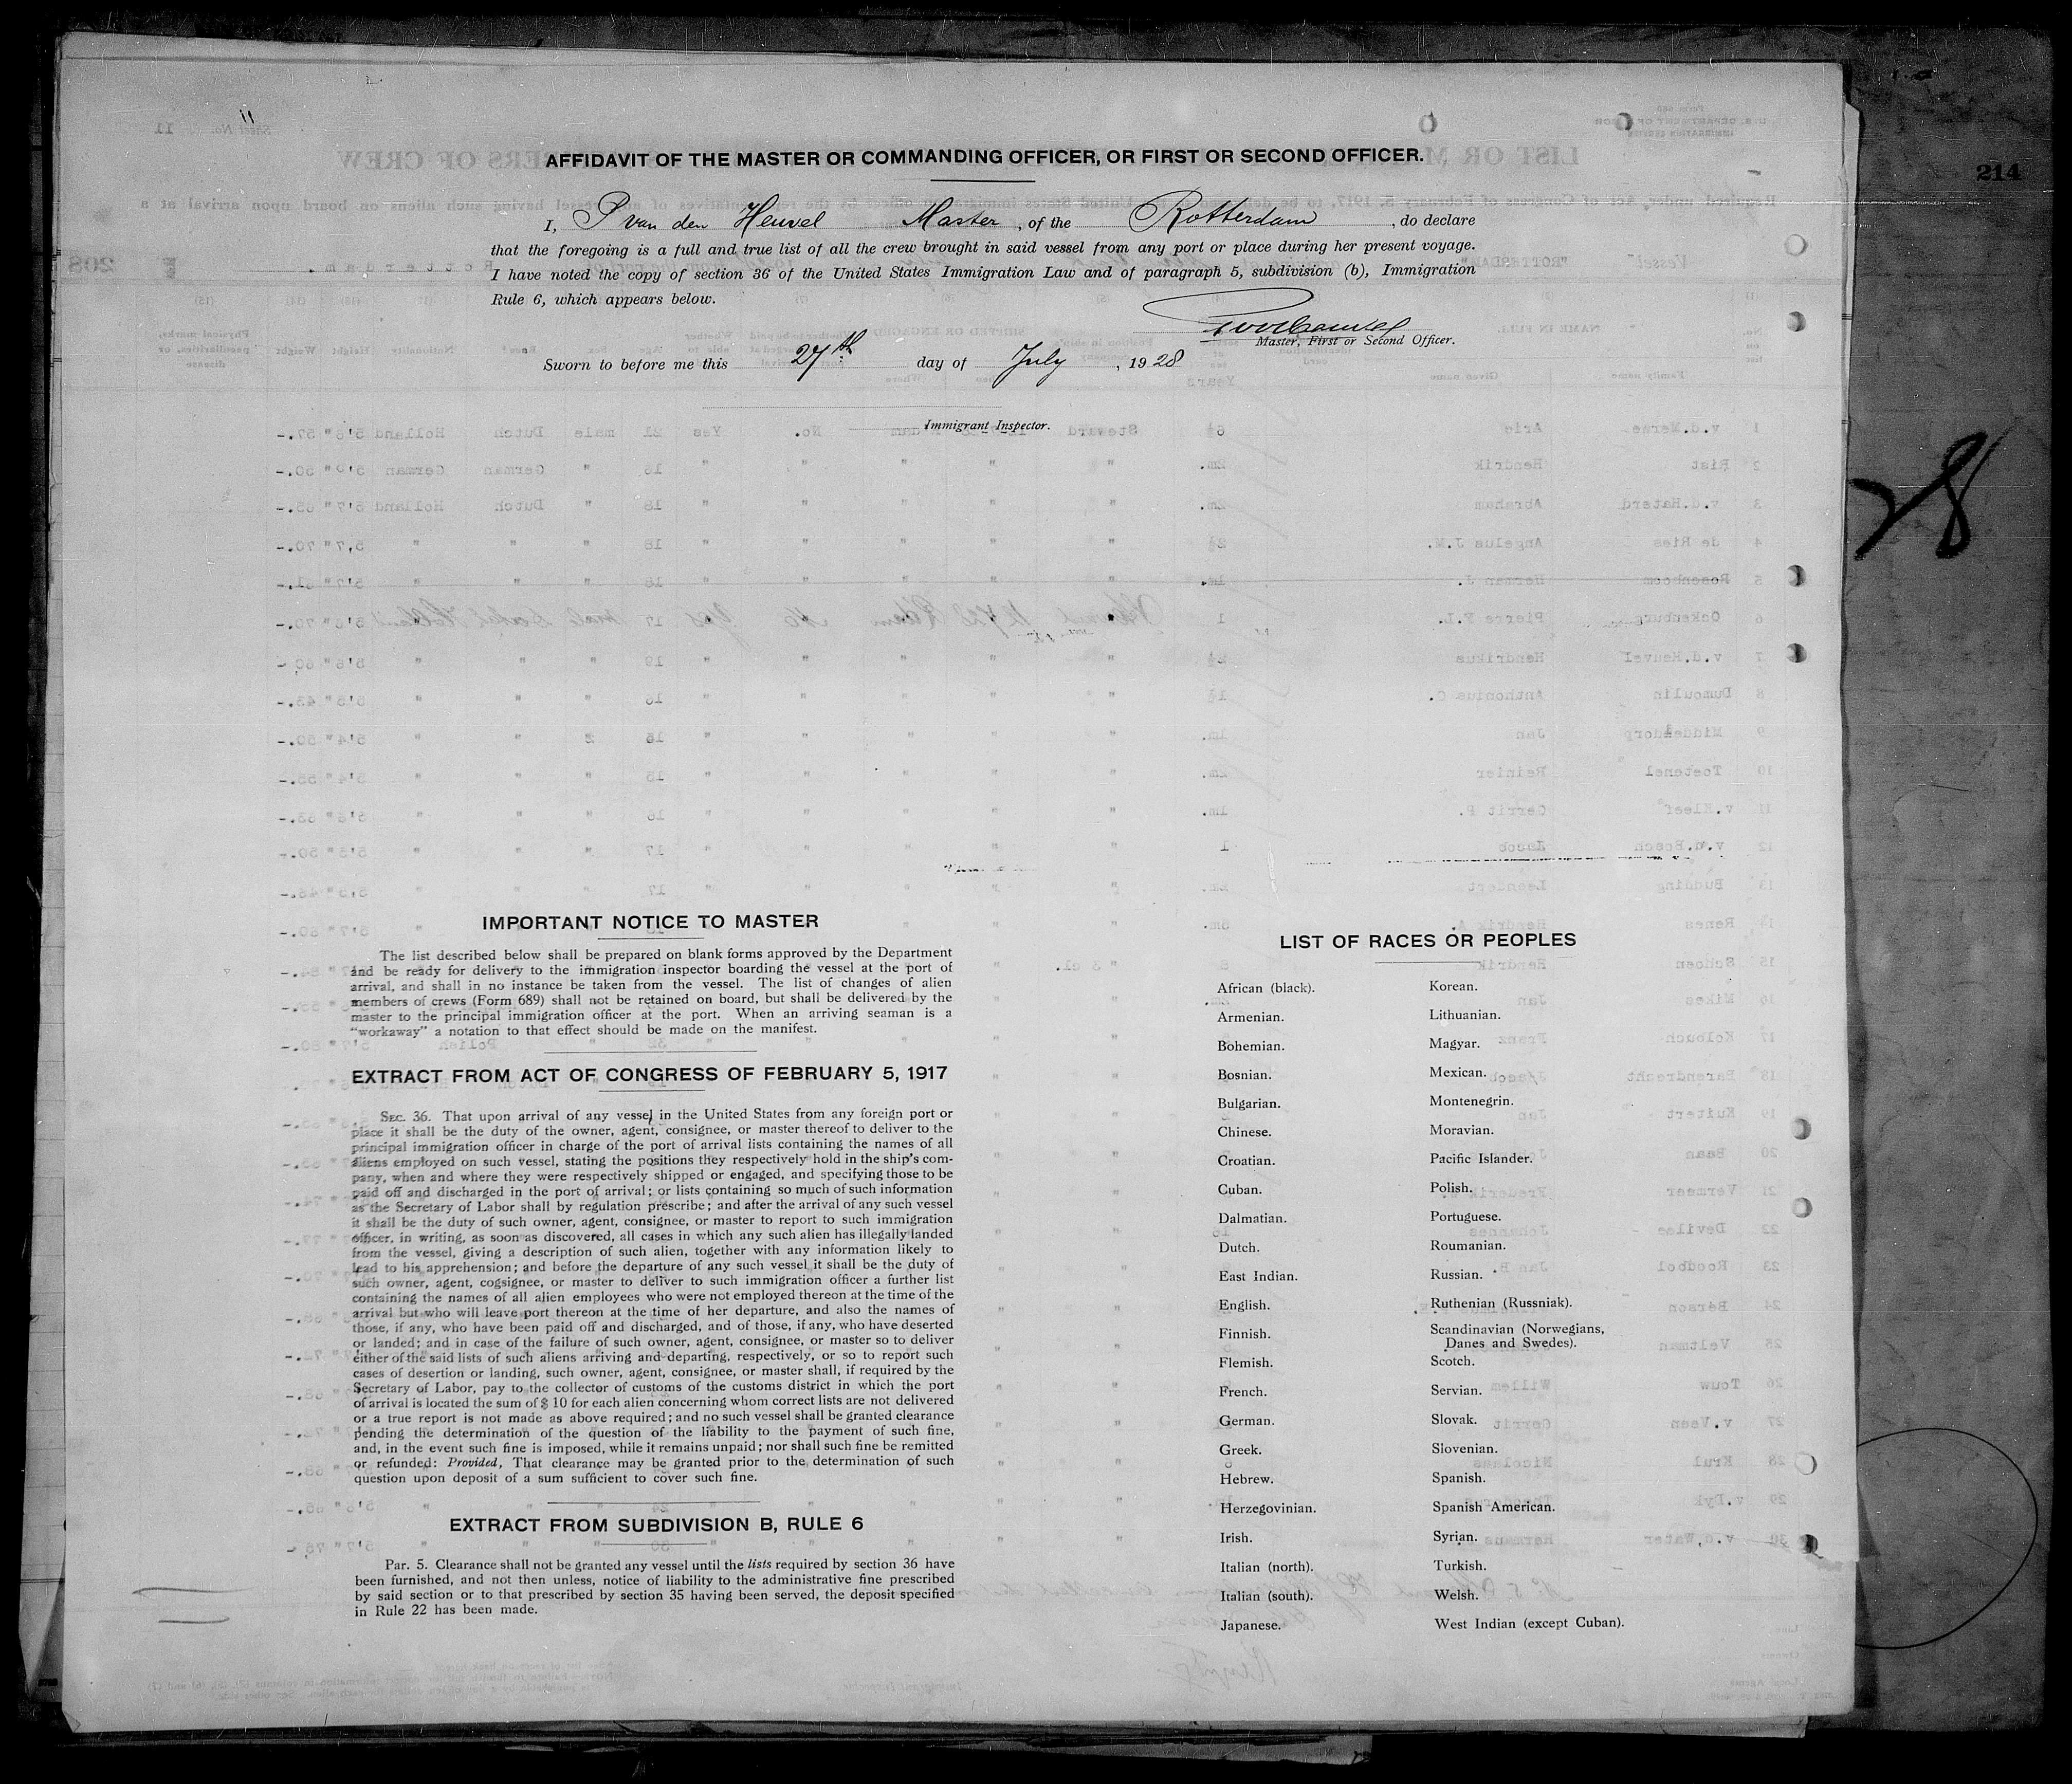 214
AFFIDAVIT OF THE MASTER OR COMMANDING OFFICER, OR FIRST OR SECOND OFFICER.
I, P van den Heuvel Master, of the Rotterdam, do declare
that the foregoing is a full and true list of all the crew brought in said vessel from any port or place during her present voyage.
I have noted the copy of section 36 of the United States Immigration Law and of paragraph 5, subdivision (b), Immigration
Rule 6, which appears below.
Master, First or Second Officer.
Sworn to before me this 27th day of July, 1928
Immigrant Inspector.
28
IMPORTANT NOTICE TO MASTER
The list described below shall be prepared on blank forms approved by the Department
and be ready for delivery to the immigration inspector boarding the vessel at the port of
arrival, and shall in no instance be taken from the vessel. The list of changes of alien
members of crews (Form 689) shall not be retained on board, but shall be delivered by the
master to the principal immigration officer at the port. When an arriving seaman is a
"workaway" a notation to that effect should be made on the manifest.
EXTRACT FROM ACT OF CONGRESS OF FEBRUARY 5, 1917
SEC. 36. That upon arrival of any vessel in the United States from any foreign port or
place it shall be the duty of the owner, agent, consignee, or master thereof to deliver to the
principal immigration officer in charge of the port of arrival lists containing the names of all
aliens employed on such vessel, stating the positions they respectively hold in the ship's com-
pany, when and where they were respectively shipped or engaged, and specifying those to be
paid off and discharged in the port of arrival; or lists containing so much of such information
as the Secretary of Labor shall by regulation prescribe; and after the arrival of any such vessel
it shall be the duty of such owner, agent, consignee, or master to report to such immigration
officer, in writing, as soon as discovered, all cases in which any such alien has illegally landed
from the vessel, giving a description of such alien, together with any information likely to
lead to his apprehension; and before the departure of any such vessel it shall be the duty of
such owner, agent, cogsignee, or master to deliver to such immigration officer a further list
containing the names of all alien employees who were not employed thereon at the time of the
arrival but who will leave port thereon at the time of her departure, and also the names of
those, if any, who have been paid off and discharged, and of those, if any, who have deserted
or landed; and in case of the failure of such owner, agent, consignee, or master so to deliver
either of the said lists of such aliens arriving and departing, respectively, or so to report such
cases of desertion or landing, such owner, agent, consignee, or master shall, if required by the
Secretary of Labor, pay to the collector of customs of the customs district in which the port
of arrival is located the sum of $ 10 for each alien concerning whom correct lists are not delivered
or a true report is not made as above required; and no such vessel shall be granted clearance
pending the determination of the question of the liability to the payment of such fine,
and, in the event such fine is imposed, while it remains unpaid; nor shall such fine be remitted
or refunded: Provided, That clearance may be granted prior to the determination of such
question upon deposit of a sum sufficient to cover such fine.
EXTRACT FROM SUBDIVISION B, RULE 6
Par. 5. Clearance shall not be granted any vessel until the lists required by section 36 have
been furnished, and not then unless, notice of liability to the administrative fine prescribed
by said section or to that prescribed by section 35 having been served, the deposit specified
in Rule 22 has been made.
LIST OF RACES OR PEOPLES
African (black).
Armenian.
Bohemian.
Bosnian.
Bulgarian.
Chinese.
Croatian.
Cuban.
Dalmatian.
Dutch.
East Indian.
English.
Finnish.
Flemish.
French.
German.
Greek.
Hebrew.
Herzegovinian.
Irish.
Italian (north).
Italian (south).
Japanese.
Korean.
Lithuanian.
Magyar.
Mexican.
Montenegrin.
Moravian.
Pacific Islander.
Polish.
Portuguese.
Roumanian.
Russian.
Ruthenian (Russniak).
Scandinavian (Norwegians,
Danes and Swedes).
Scotch.
Servian.
Slovak.
Slovenian.
Spanish.
Spanish American.
Syrian.
Turkish.
Welsh.
West Indian (except Cuban).